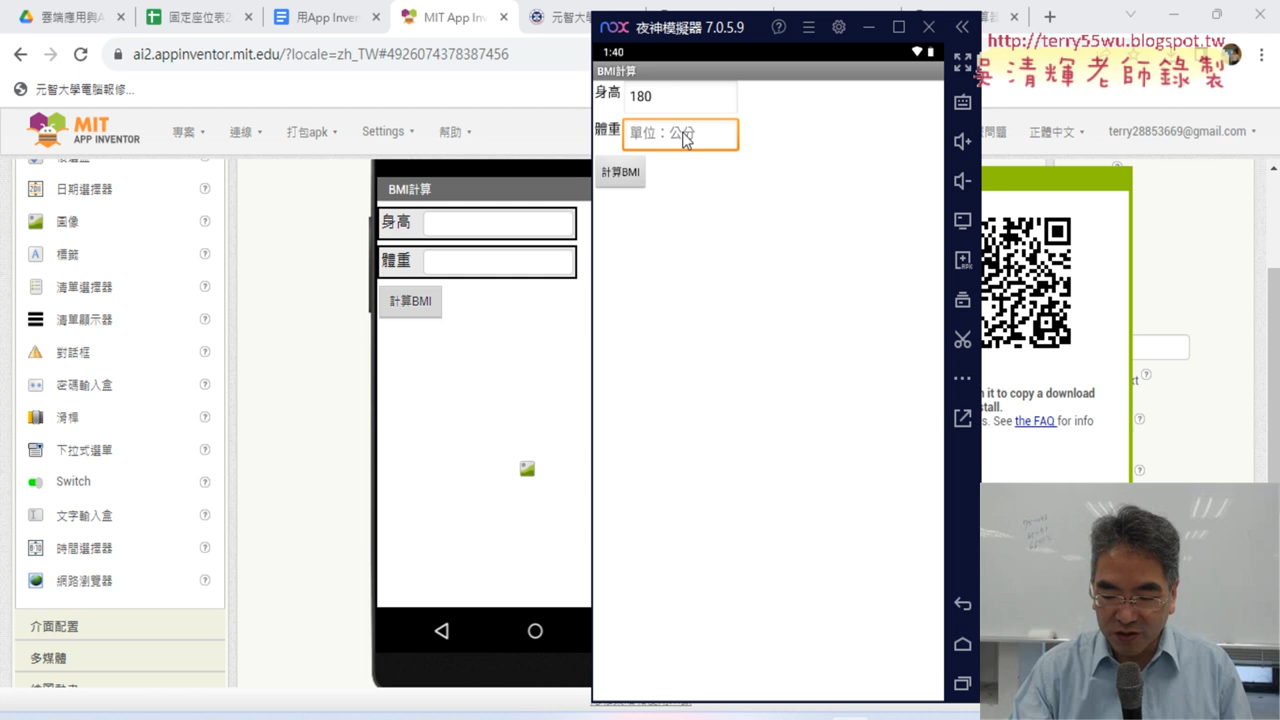 雲端應用與A
固定座位表2
用App Inven
MIT App In
元智大學
夜神模擬器 7.0.5.9
ai2.appinventor.mit.edu/?locale=zh_TW#4926074378387456
http://terry55wu.blogspot.tw
吳清輝老師錄製
元智大學電腦報修...
1:40
BMI計算
MIT
APP INVENTOR
專案
連線
打包apk
Settings
幫助
問題
正體中文
terry28853669@gmail.com
日期選擇器
圖像
標籤
清單選擇器
清單顯示器
對話框
密碼輸入盒
滑桿
下拉式選單
Switch
文字輸入盒
時間選擇器
網路瀏覽器
介面配置
多媒體
BMI計算
身高
體重
計算BMI
身高 180
體重 單位：公分
計算BMI
n it to copy a download
stall.
s. See the FAQ for info